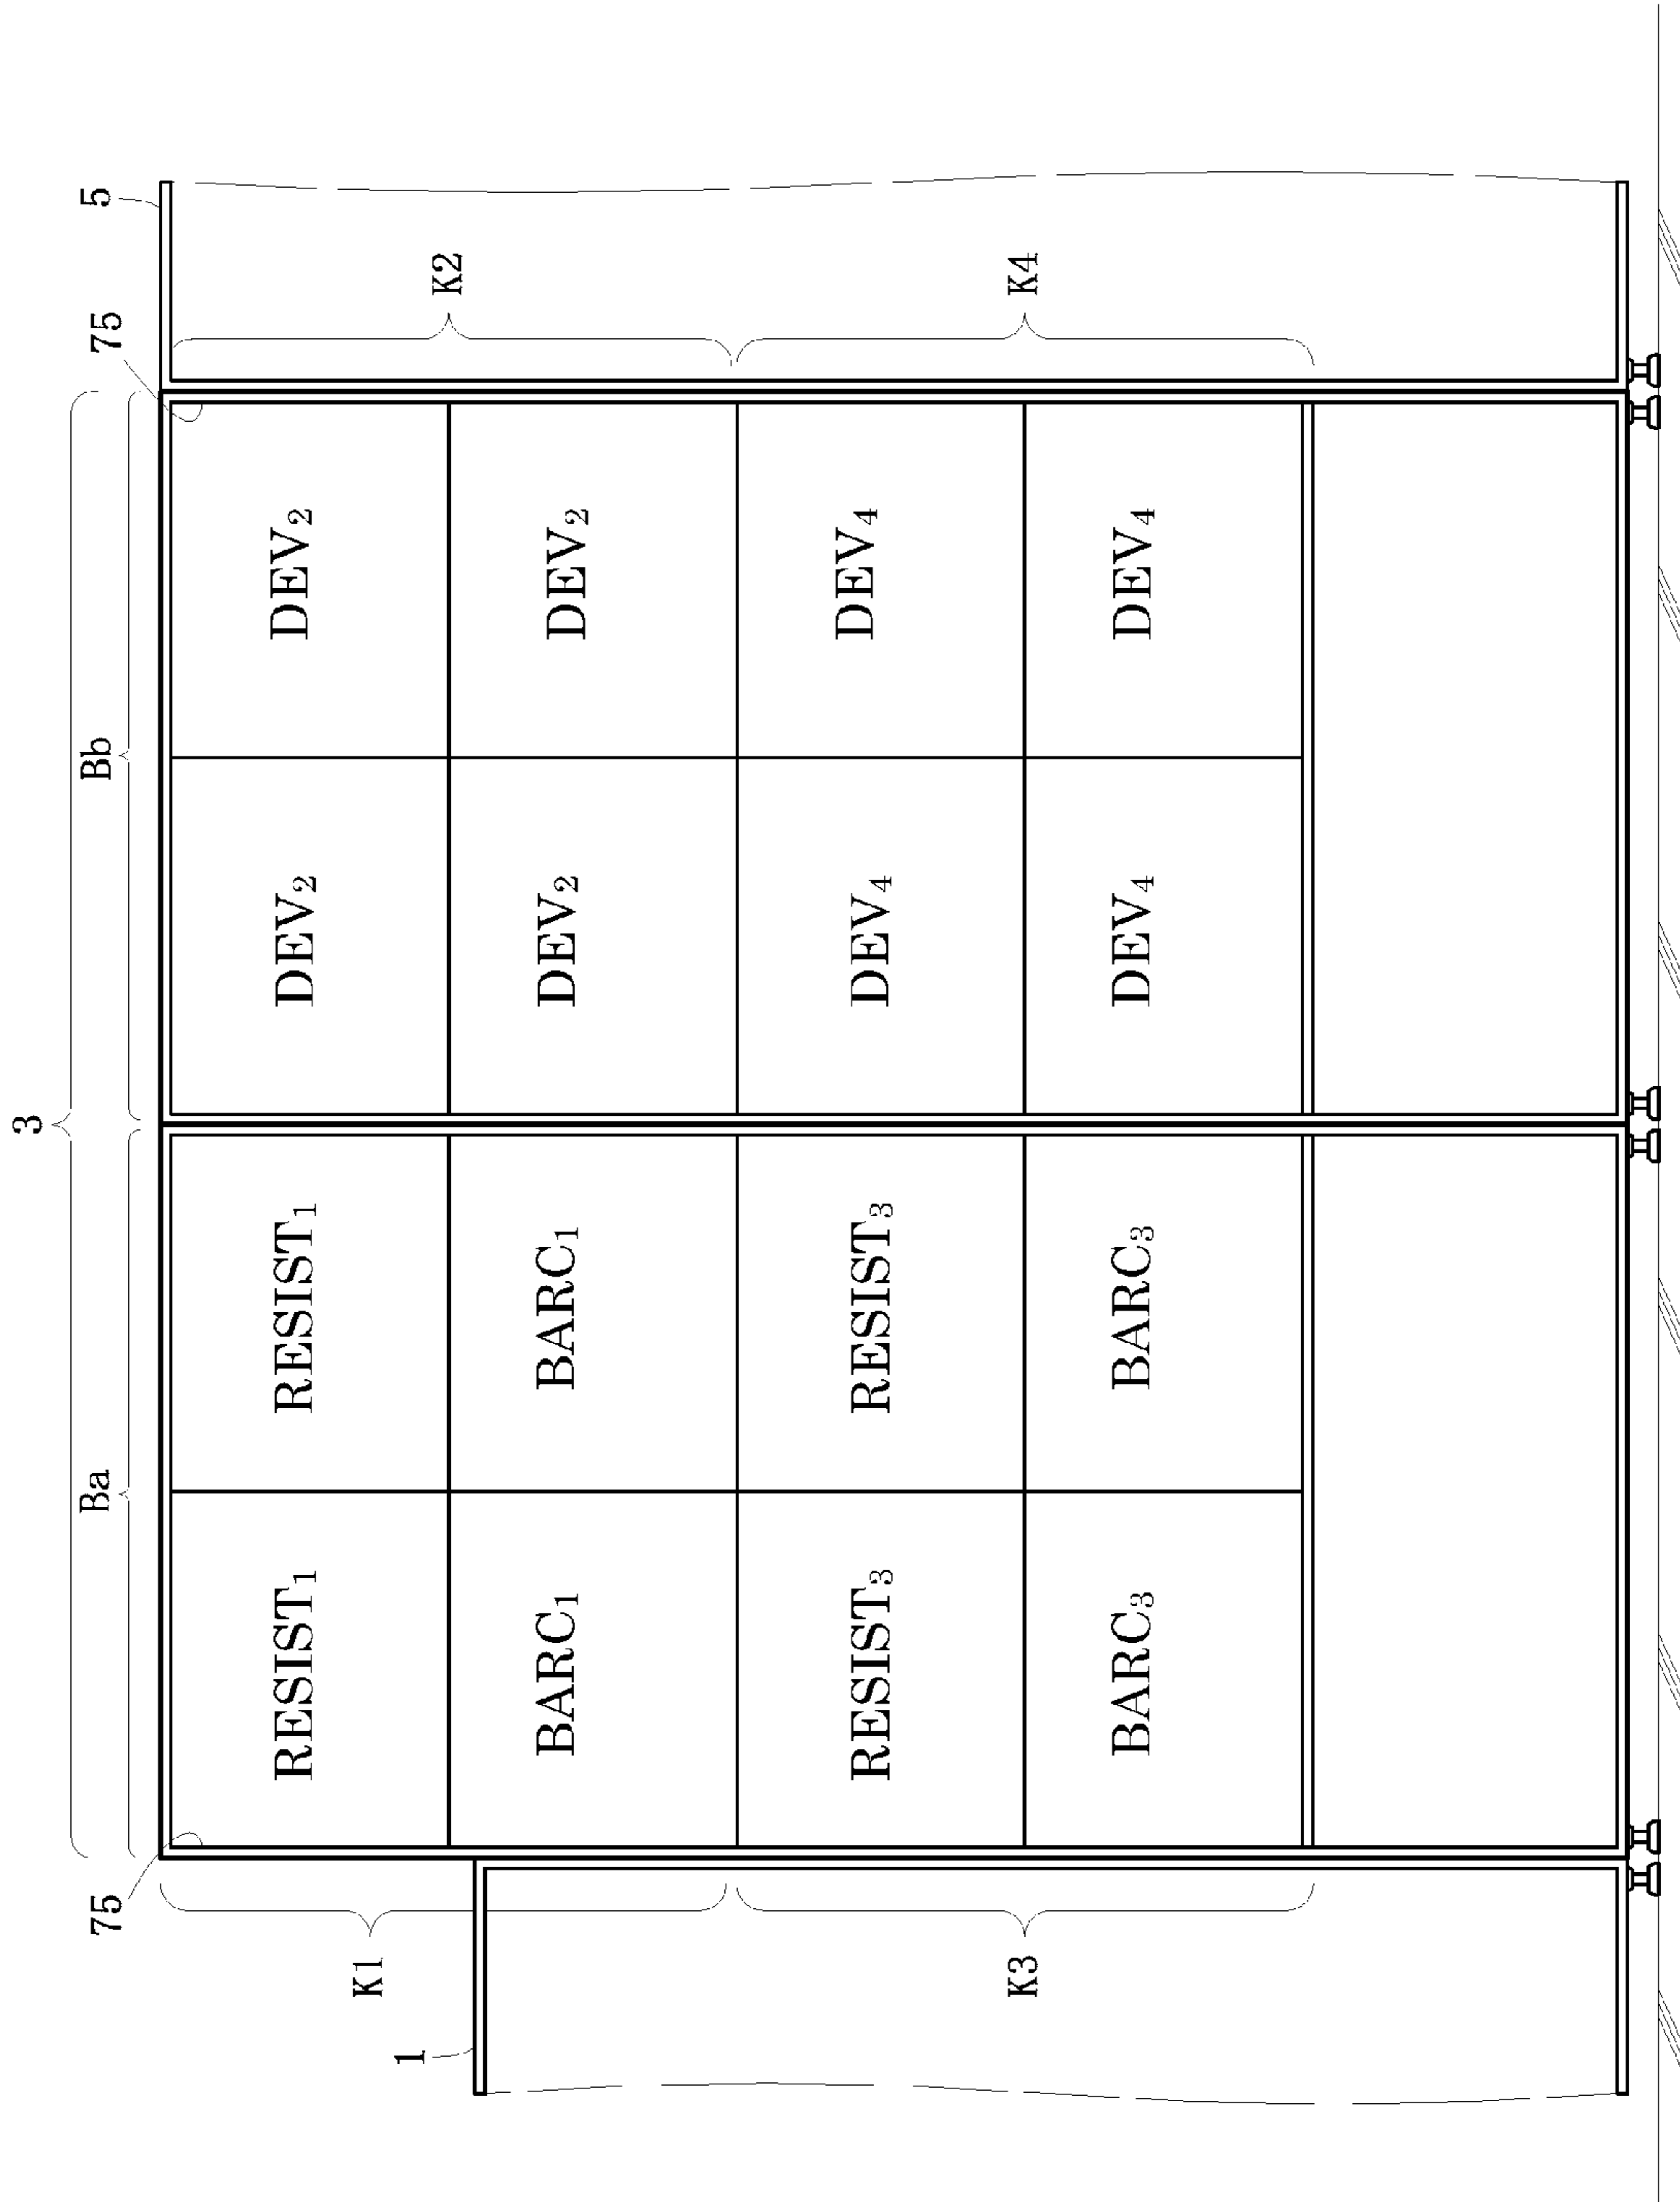 3
75 Ba Bb 75 5
RESIST₁ RESIST₁ DEV₂ DEV₂
K1 K2
1
BARC₁ BARC₁ DEV₂ DEV₂
RESIST₃ RESIST₃ DEV₄ DEV₄
K3 K4
BARC₃ BARC₃ DEV₄ DEV₄